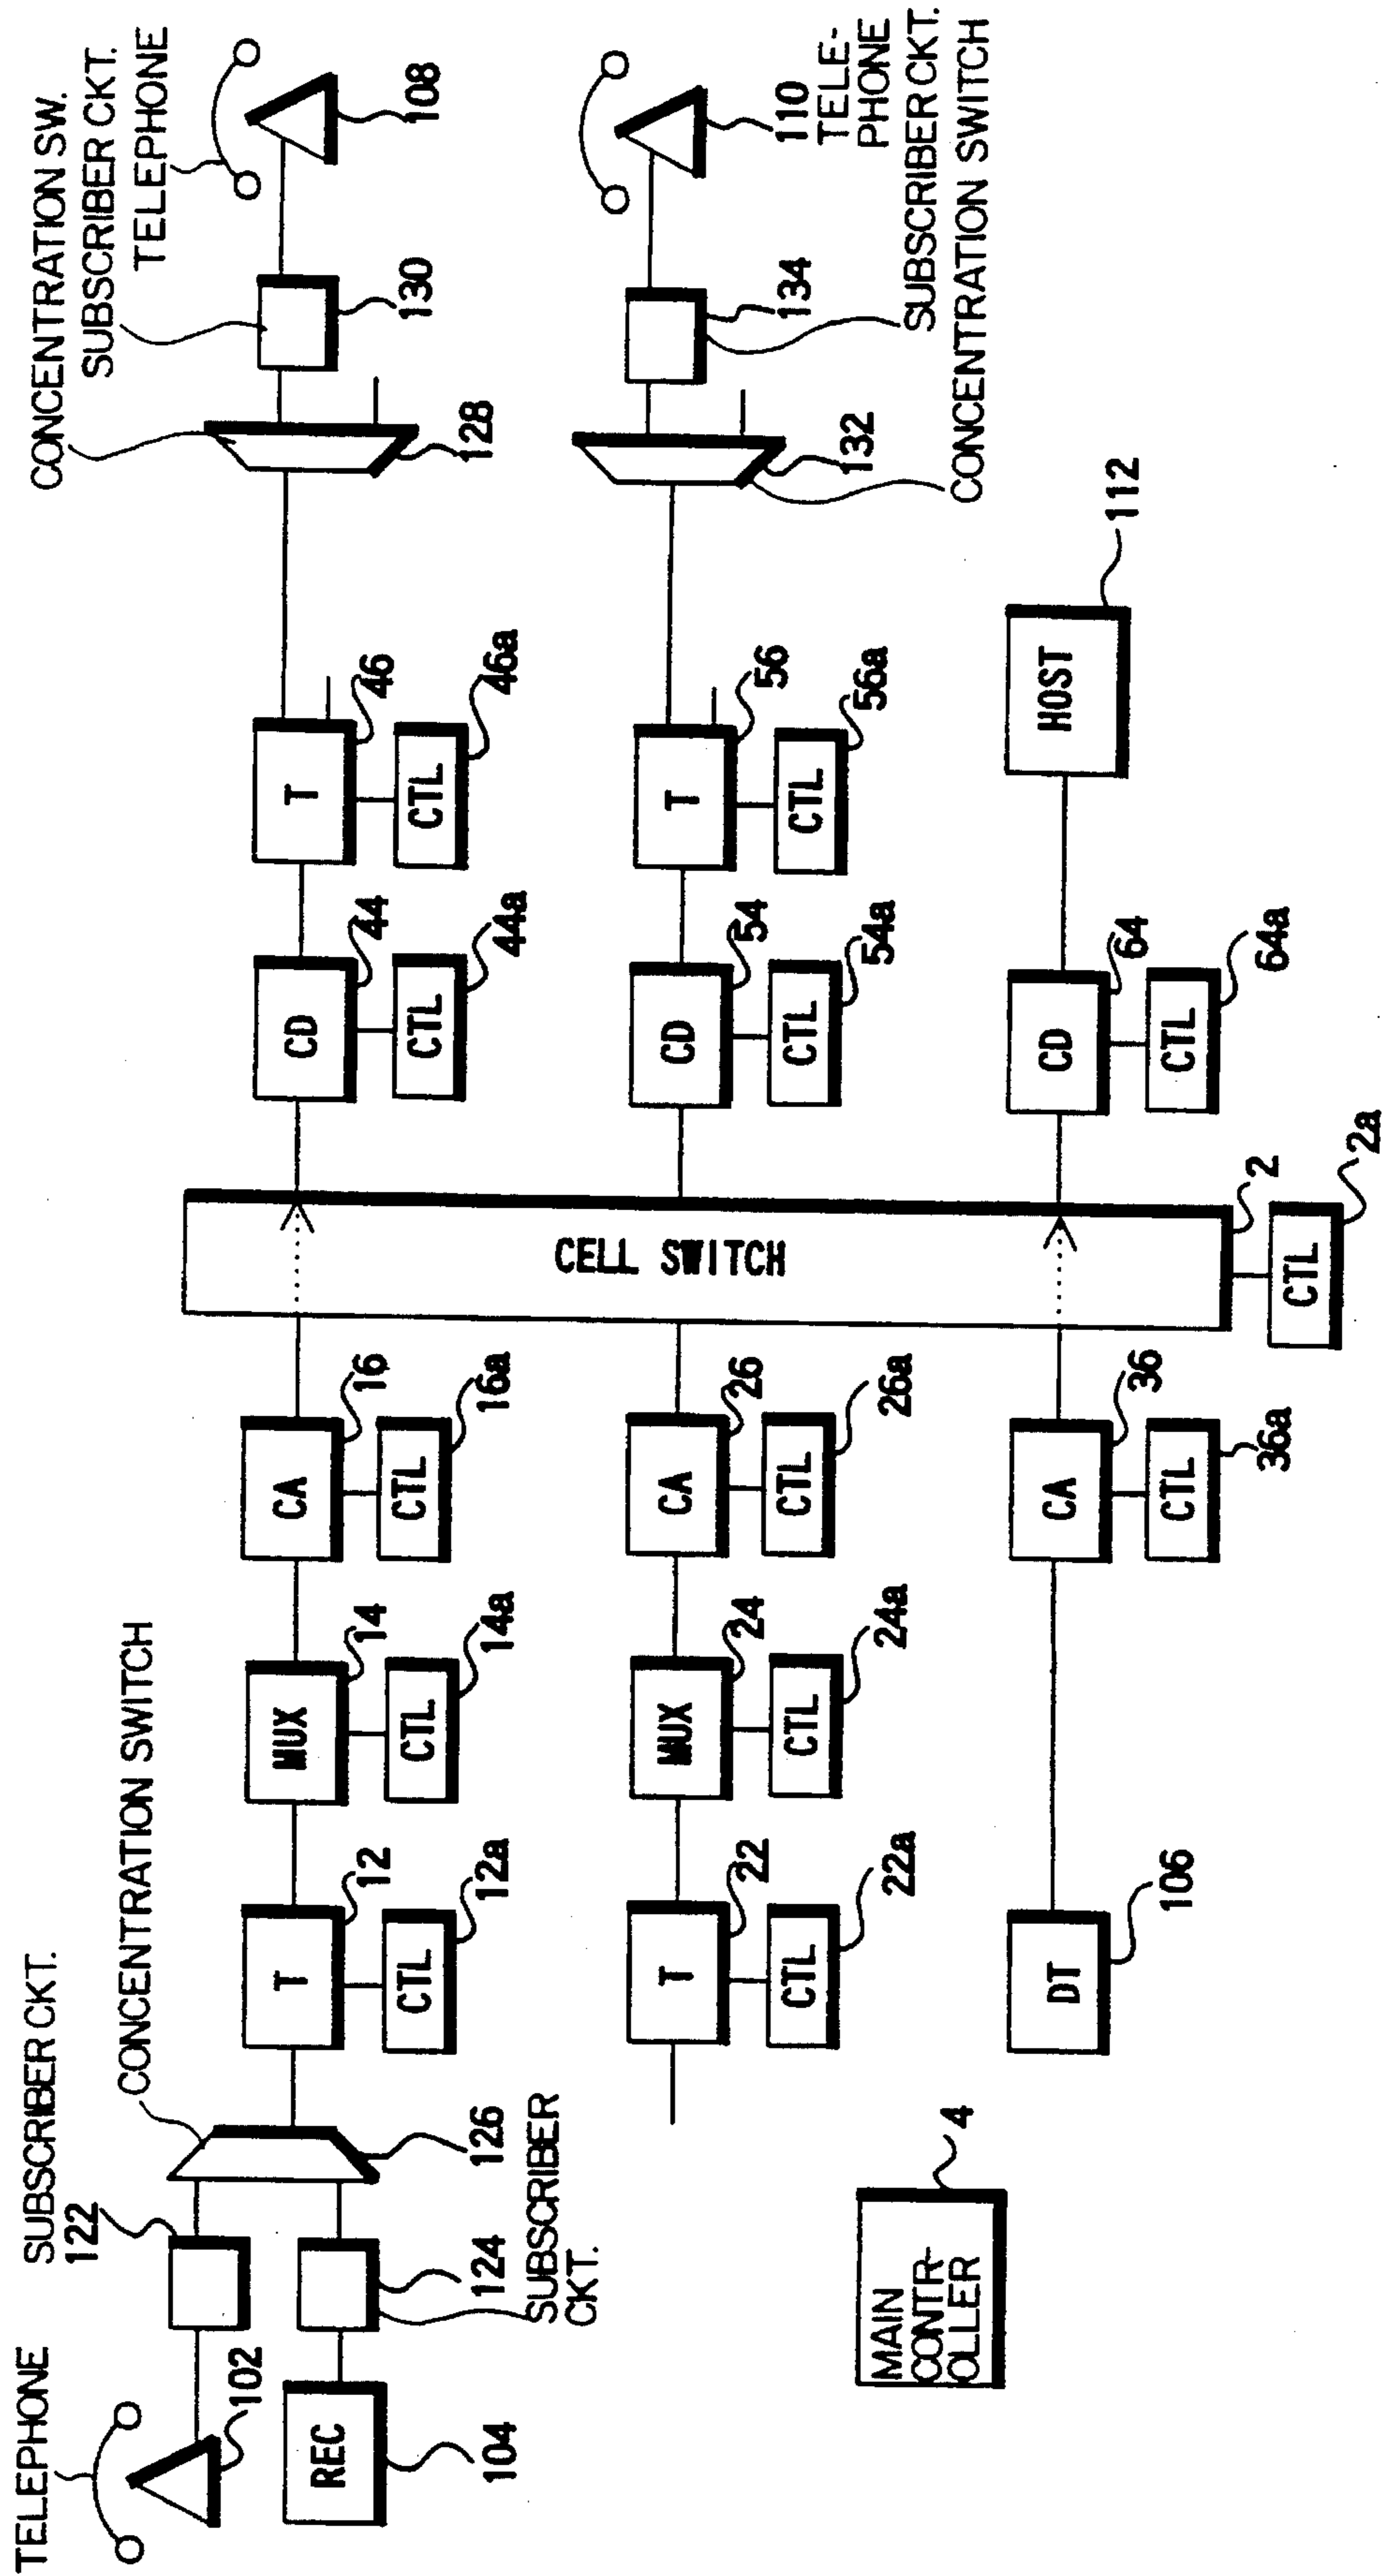 TELEPHONE
102
SUBSCRIBER CKT.
122
REC
104
124
SUBSCRIBER
CKT.
CONCENTRATION SWITCH
126
T
12
CTL
12a
MUX
14
CTL
14a
CA
16
CTL
16a
CD
44
CTL
44a
T
46
CTL
46a
CONCENTRATION SW.
128
SUBSCRIBER CKT.
130
TELEPHONE
108
T
22
CTL
22a
MUX
24
CTL
24a
CA
26
CTL
26a
CELL SWITCH
2
CTL
2a
CD
54
CTL
54a
T
56
CTL
56a
132
134
110
TELE-
PHONE
SUBSCRIBER CKT.
CONCENTRATION SWITCH
MAIN
CONTR-
OLLER
4
DT
106
CA
36
CTL
36a
CD
64
CTL
64a
HOST
112